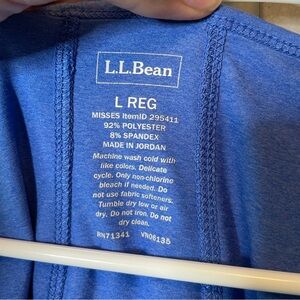 L.L.Bean
L REG
MISSES ItemID 295411
92% POLYESTER
8% SPANDEX
MADE IN JORDAN
Machine wash cold with
like colors. Delicate
cycle. Only non-chlorine
bleach if needed. Do
not use fabric softeners.
Tumble dry low or air
dry. Do not iron. Do not
dry clean.
RN71341 VN06135